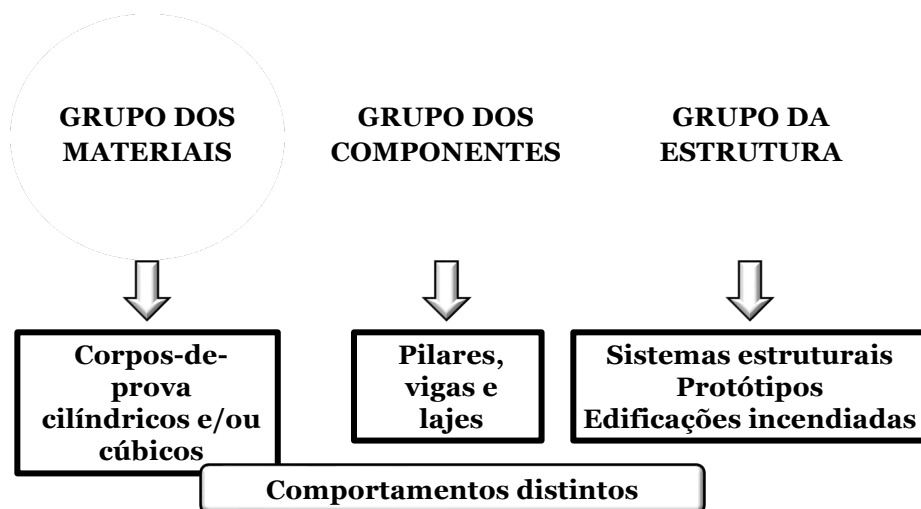 GRUPO DOS
MATERIAIS
GRUPO DOS
COMPONENTES
GRUPO DA
ESTRUTURA
Corpos-de-
prova
cilíndricos e/ou
cúbicos
Pilares,
vigas e
lajes
Sistemas estruturais
Protótipos
Edificações incendiadas
Comportamentos distintos